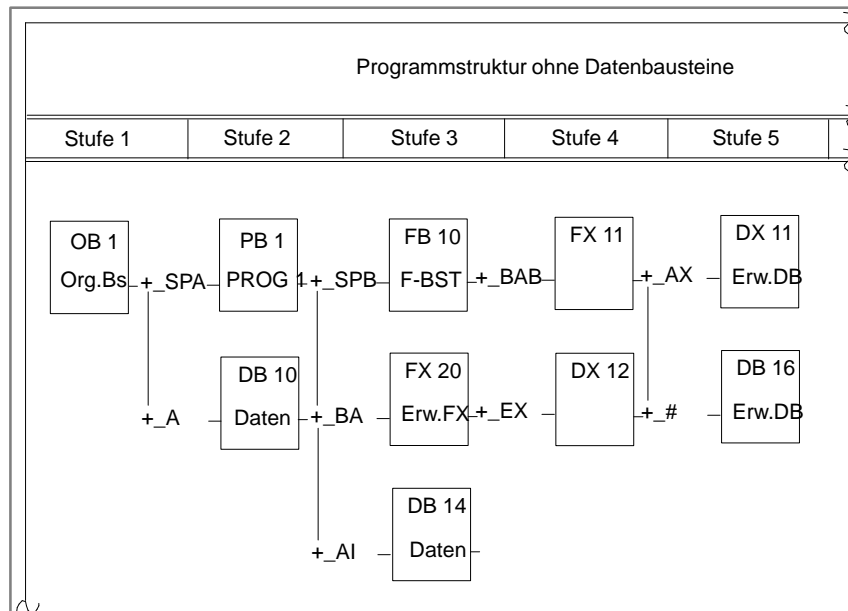 Programmstruktur ohne Datenbausteine
Stufe 1 Stufe 2 Stufe 3 Stufe 4 Stufe 5
OB 1 PB 1 FB 10 FX 11 DX 11
Org.Bs +_SPA PROG 1 +_SPB F-BST +_BAB +_AX Erw.DB
DB 10 FX 20 DX 12 DB 16
+_A Daten +_BA Erw.FX +_EX +_# Erw.DB
DB 14
+_AI Daten